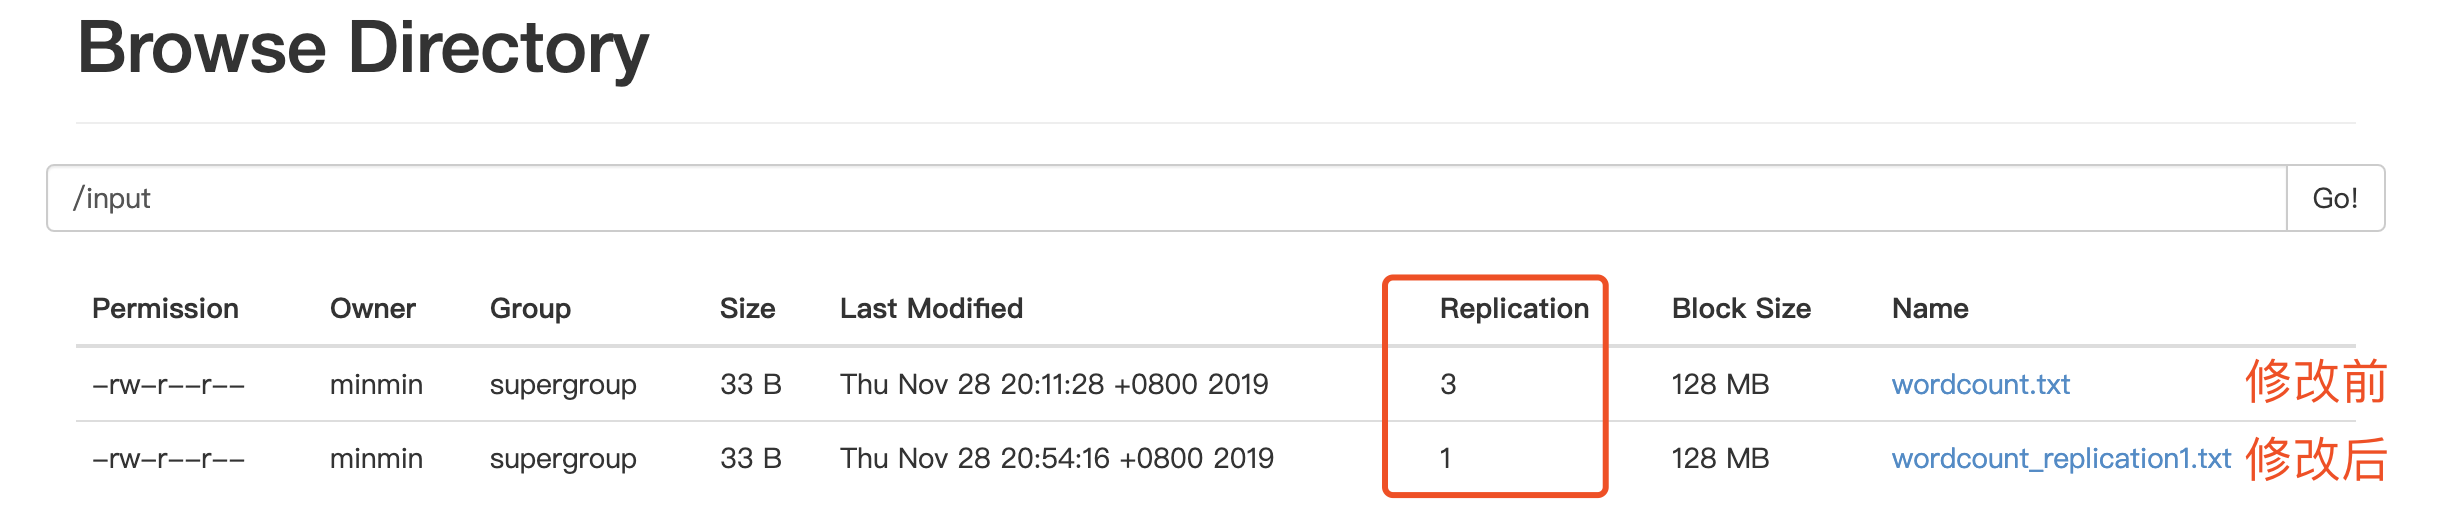 Browse Directory
/input Go!
Permission Owner Group Size Last Modified Replication Block Size Name
-rw-r--r-- minmin supergroup 33 B Thu Nov 28 20:11:28 +0800 2019 3 128 MB wordcount.txt 修改前
-rw-r--r-- minmin supergroup 33 B Thu Nov 28 20:54:16 +0800 2019 1 128 MB wordcount_replication1.txt 修改后